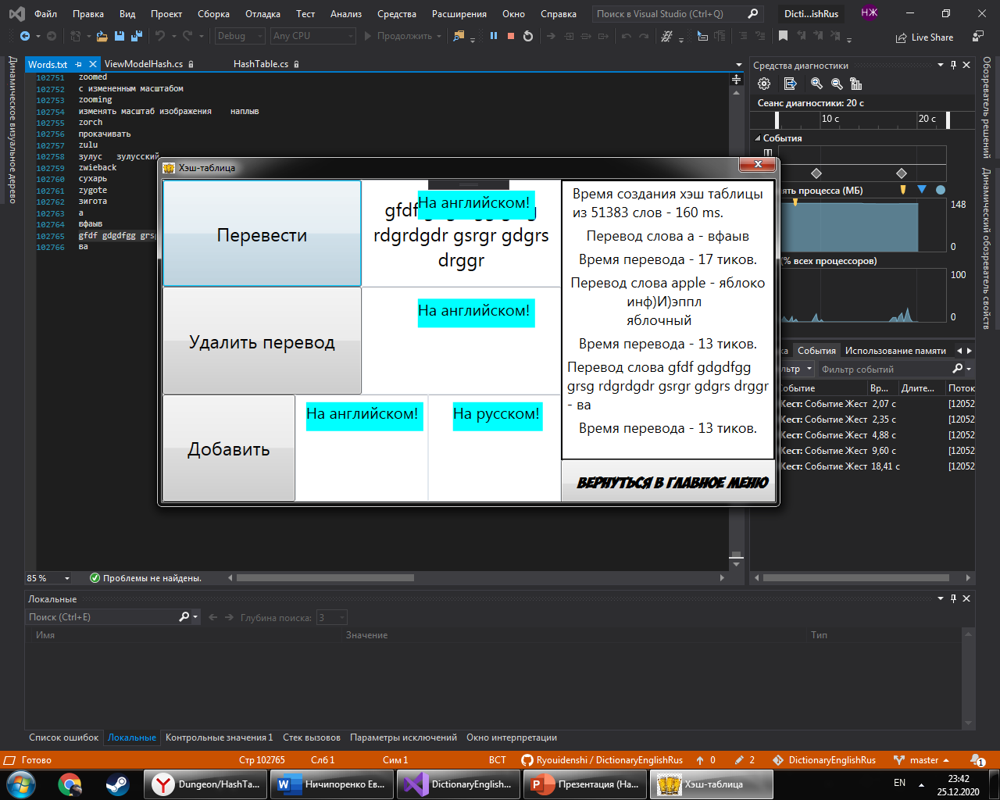 Файл Правка Вид Проект Сборка Отладка Тест Анализ Средства Расширения Окно Справка Поиск в Visual Studio (Ctrl+Q) Dicti...ishRus НЖ
Debug Any CPU Продолжить Live Share
Динамическое визуальное дерево
Words.txt ViewModelHash.cs HashTable.cs
102751 zoomed
102752 с измененным масштабом
102753 zooming
102754 изменять масштаб изображения наплыв
102755 zorch
102756 прокачивать
102757 zulu
102758 зулус зулусский
102759 zwieback
102760 сухарь
102761 zygote
102762 зигота
102763 a
102764 вфаыв
102765 gfdf gdgdfgg grsg
102766 ва
85 % Проблемы не найдены.
Хэш-таблица
Перевести
На английском!
rdgrdgdr gsrgr gdgrs
drggr
Удалить перевод
На английском!
Добавить
На английском!
На русском!
Время создания хэш таблицы
из 51383 слов - 160 ms.
Перевод слова a - вфаыв
Время перевода - 17 тиков.
Перевод слова apple - яблоко
инф)И)эппл
яблочный
Время перевода - 13 тиков.
Перевод слова gfdf gdgdfgg
grsg rdgrdgdr gsrgr gdgrs drggr
- ва
Время перевода - 13 тиков.
ВЕРНУТЬСЯ В ГЛАВНОЕ МЕНЮ
Средства диагностики
Сеанс диагностики: 20 с
10 с 20 с
События
ять процесса (МБ)
148
0
(% всех процессоров)
100
0
События Использование памяти
льтр Фильтр событий
Событие Вр... Длите... Поток
Жест: Событие Жест 2,07 с [12052
Жест: Событие Жест 2,35 с [12052
Жест: Событие Жест 4,88 с [12052
Жест: Событие Жест 9,60 с [12052
Жест: Событие Жест 18,41 с [12052
Обозреватель решений
Динамический обозреватель свойств
Локальные
Поиск (Ctrl+E) Глубина поиска: 3
Имя Значение Тип
Список ошибок Локальные Контрольные значения 1 Стек вызовов Параметры исключений Окно интерпретации
Готово Стр 102765 Слб 1 Сим 1 ВСТ Ryouidenshi / DictionaryEnglishRus 0 2 DictionaryEnglishRus master 1
Dungeon/HashTa... Ничипоренко Ев... DictionaryEnglish... Презентация (На... Хэш-таблица EN 23:42
25.12.2020